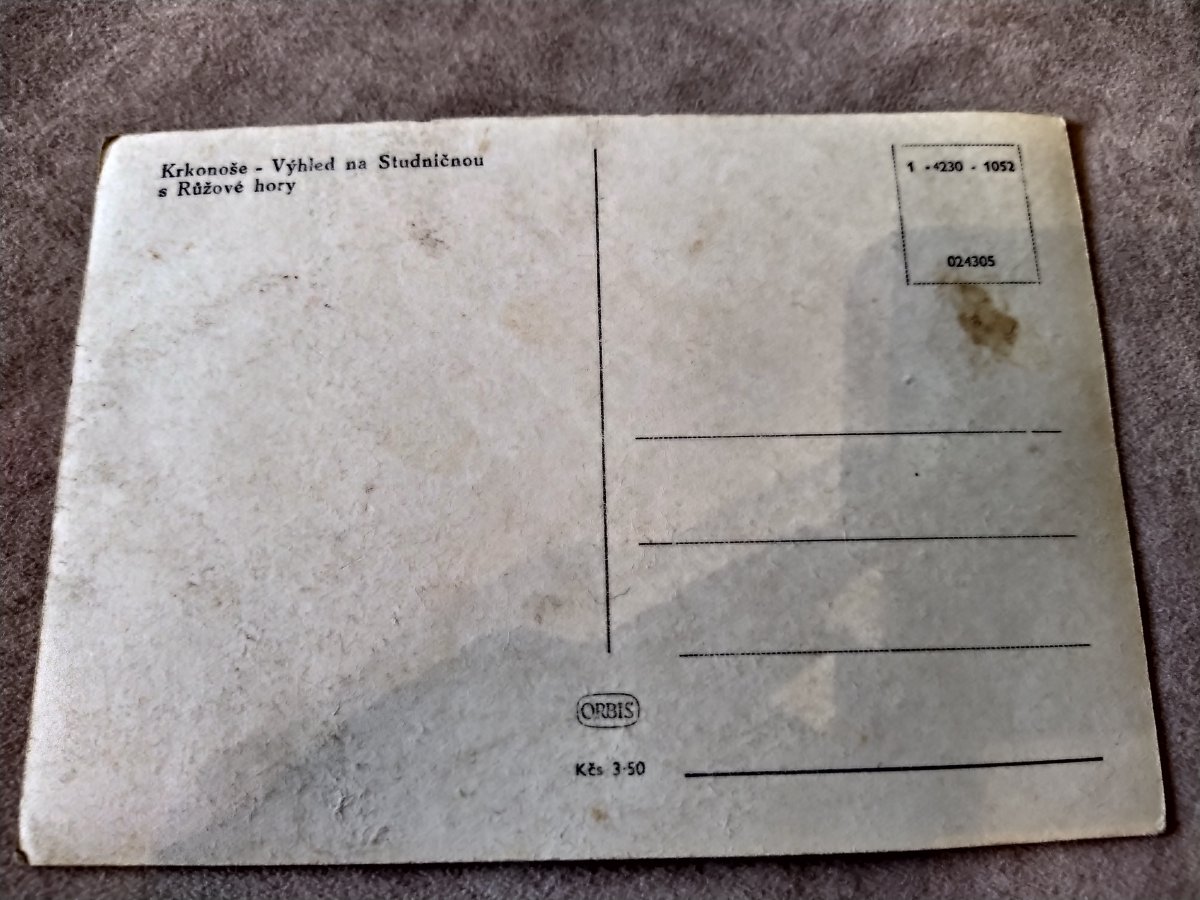 Krkonoše - Výhled na Studničnou
s Růžové hory
1 - 4230 - 1052
024305
ORBIS
Kčs 3·50